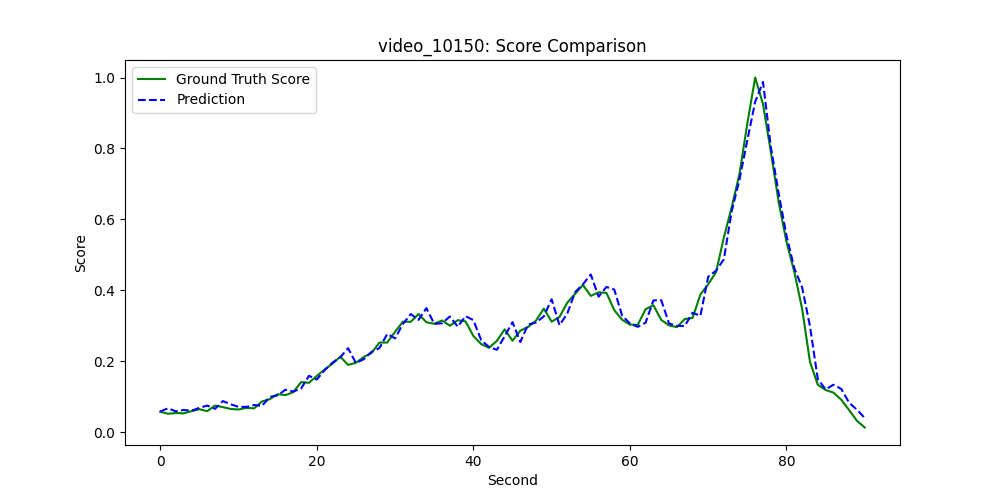 video_10150: Score Comparison
Ground Truth Score
Prediction
1.0
0.8
0.6
0.4
0.2
0.0
Score
0 20 40 60 80
Second